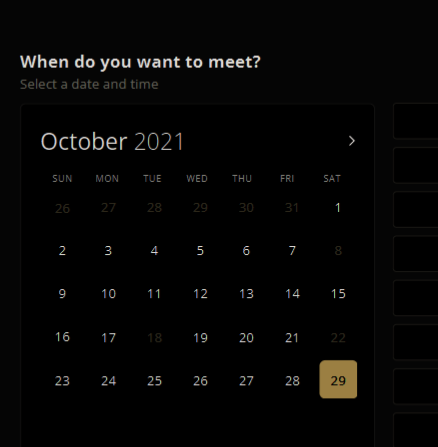 When do you want to meet?
Select a date and time
October 2021
SUN MON TUE WED THU FRI SAT
26 27 28 29 30 31 1
2 3 4 5 6 7 8
9 10 11 12 13 14 15
16 17 18 19 20 21 22
23 24 25 26 27 28 29